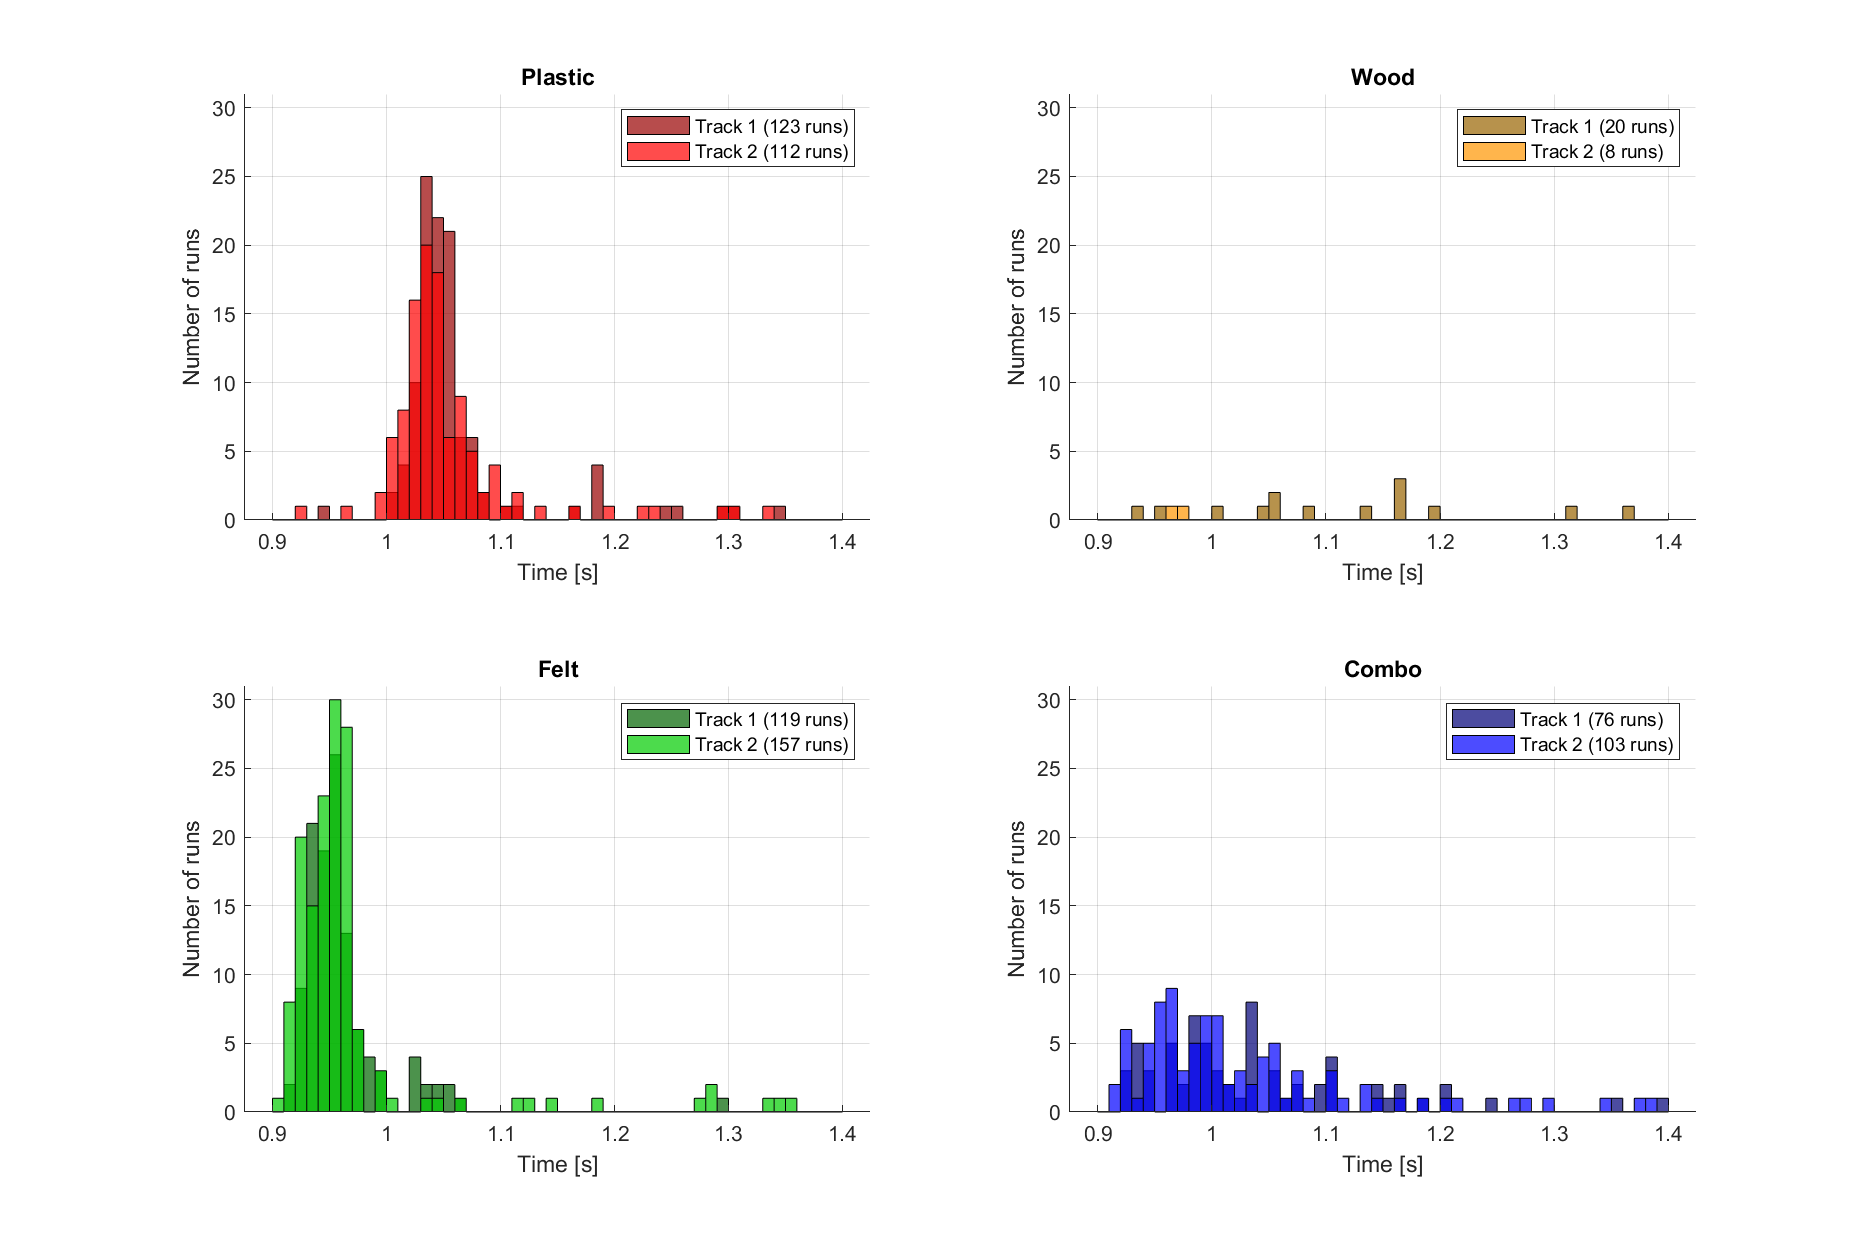 Plastic
30
25
20
15
10
5
0
Number of runs
Track 1 (123 runs)
Track 2 (112 runs)
0.9 1 1.1 1.2 1.3 1.4
Time [s]
Wood
30
25
20
15
10
5
0
Number of runs
Track 1 (20 runs)
Track 2 (8 runs)
0.9 1 1.1 1.2 1.3 1.4
Time [s]
Felt
30
25
20
15
10
5
0
Number of runs
Track 1 (119 runs)
Track 2 (157 runs)
0.9 1 1.1 1.2 1.3 1.4
Time [s]
Combo
30
25
20
15
10
5
0
Number of runs
Track 1 (76 runs)
Track 2 (103 runs)
0.9 1 1.1 1.2 1.3 1.4
Time [s]